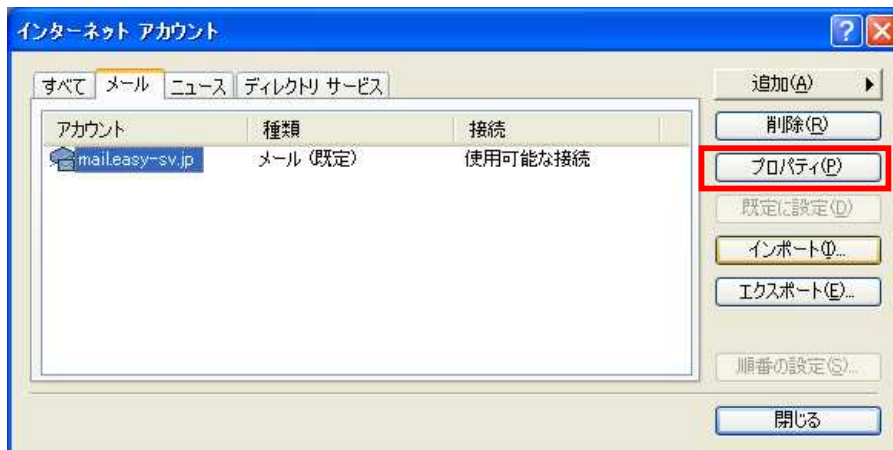 インターネット アカウント
すべて メール ニュース ディレクトリ サービス
追加(A)
アカウント 種類 接続
削除(R)
mail.easy-sv.jp メール (既定) 使用可能な接続
プロパティ(P)
既定に設定(D)
インポート(I)...
エクスポート(E)...
順番の設定(S)...
閉じる